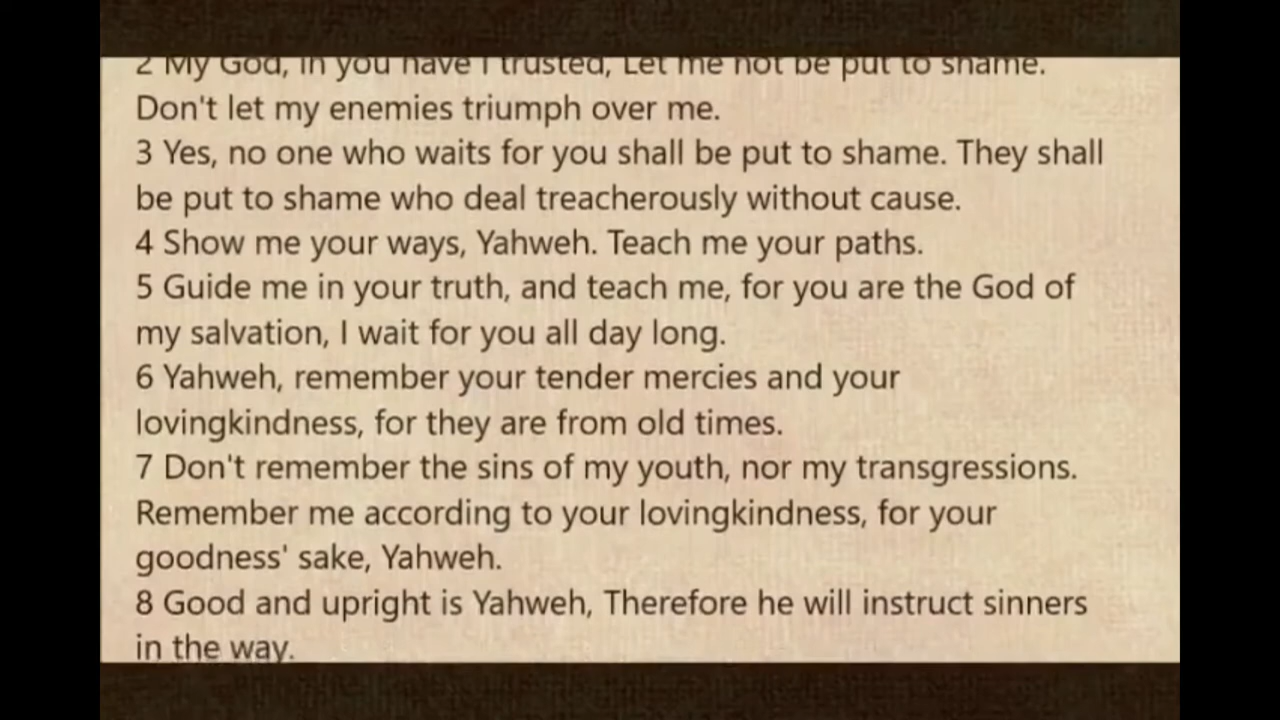 2 My God, in you have I trusted, Let me not be put to shame.
Don't let my enemies triumph over me.
3 Yes, no one who waits for you shall be put to shame. They shall
be put to shame who deal treacherously without cause.
4 Show me your ways, Yahweh. Teach me your paths.
5 Guide me in your truth, and teach me, for you are the God of
my salvation, I wait for you all day long.
6 Yahweh, remember your tender mercies and your
lovingkindness, for they are from old times.
7 Don't remember the sins of my youth, nor my transgressions.
Remember me according to your lovingkindness, for your
goodness' sake, Yahweh.
8 Good and upright is Yahweh, Therefore he will instruct sinners
in the way.